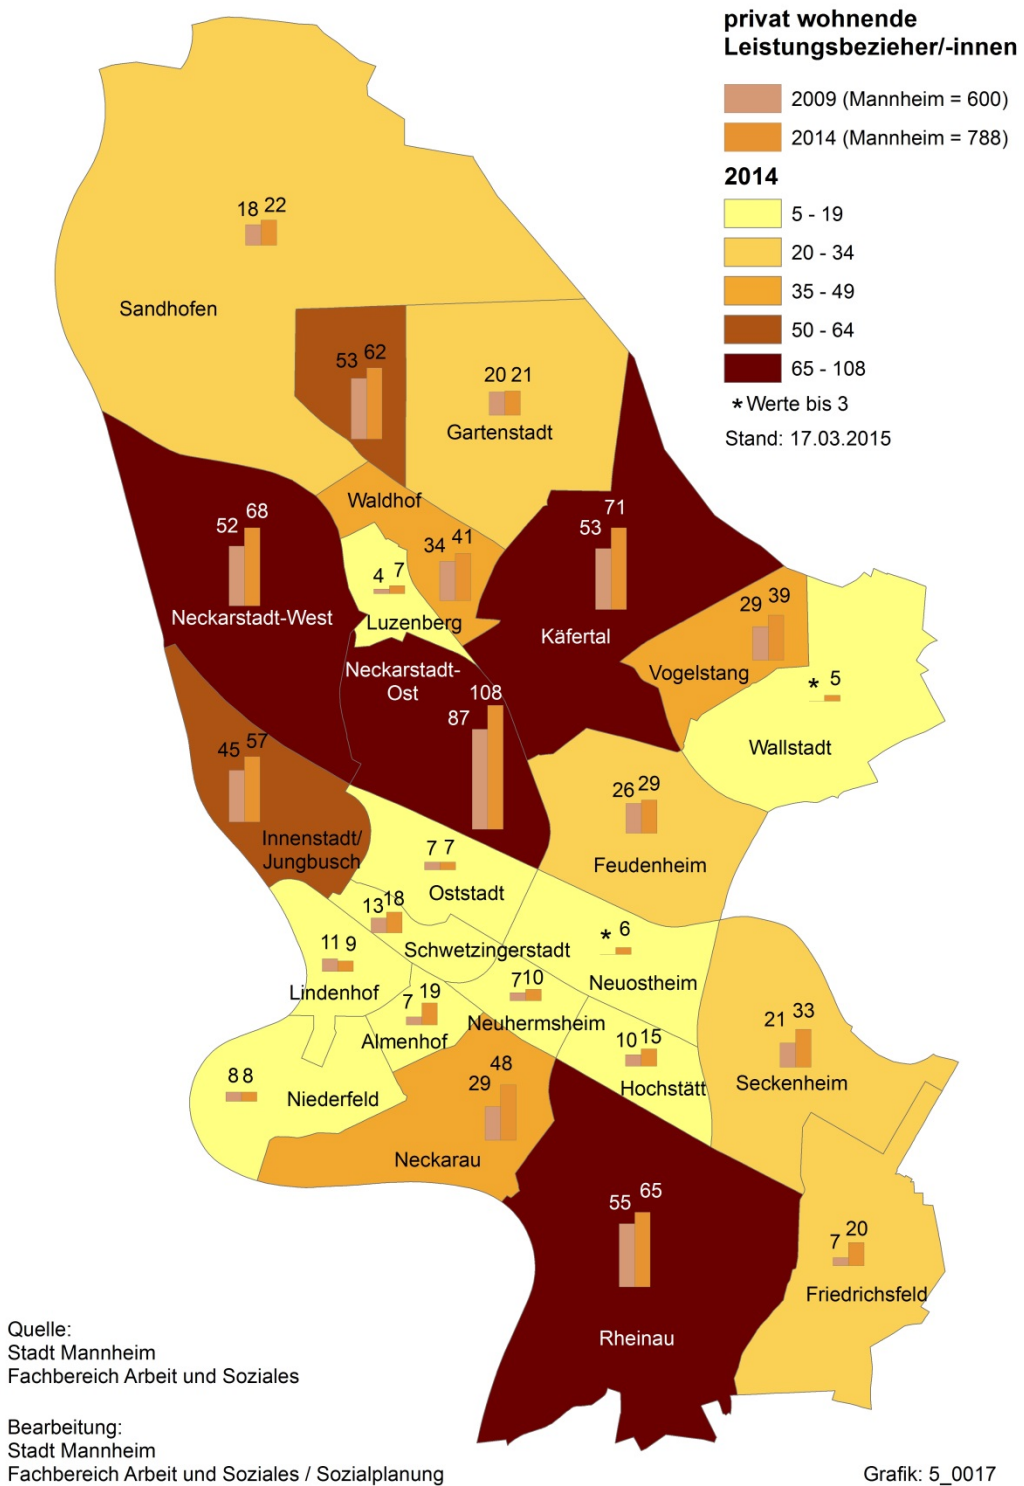 privat wohnende
Leistungsbezieher/-innen
2009 (Mannheim = 600)
2014 (Mannheim = 788)
2014
5 - 19
20 - 34
35 - 49
50 - 64
65 - 108
* Werte bis 3
Stand: 17.03.2015
18 22
Sandhofen
53 62
20 21
Gartenstadt
Waldhof
52 68
Neckarstadt-West
34 41
4 7
Luzenberg
53 71
Käfertal
29 39
Vogelstang
* 5
Wallstadt
Neckarstadt-
Ost
87 108
45 57
Innenstadt/
Jungbusch
26 29
Feudenheim
7 7
Oststadt
13 18
Schwetzingerstadt
* 6
Neuostheim
11 9
Lindenhof
7 19
Almenhof
7 10
Neuhermsheim
10 15
Hochstätt
21 33
Seckenheim
8 8
Niederfeld
29 48
Neckarau
55 65
Rheinau
7 20
Friedrichsfeld
Quelle:
Stadt Mannheim
Fachbereich Arbeit und Soziales
Bearbeitung:
Stadt Mannheim
Fachbereich Arbeit und Soziales / Sozialplanung
Grafik: 5_0017